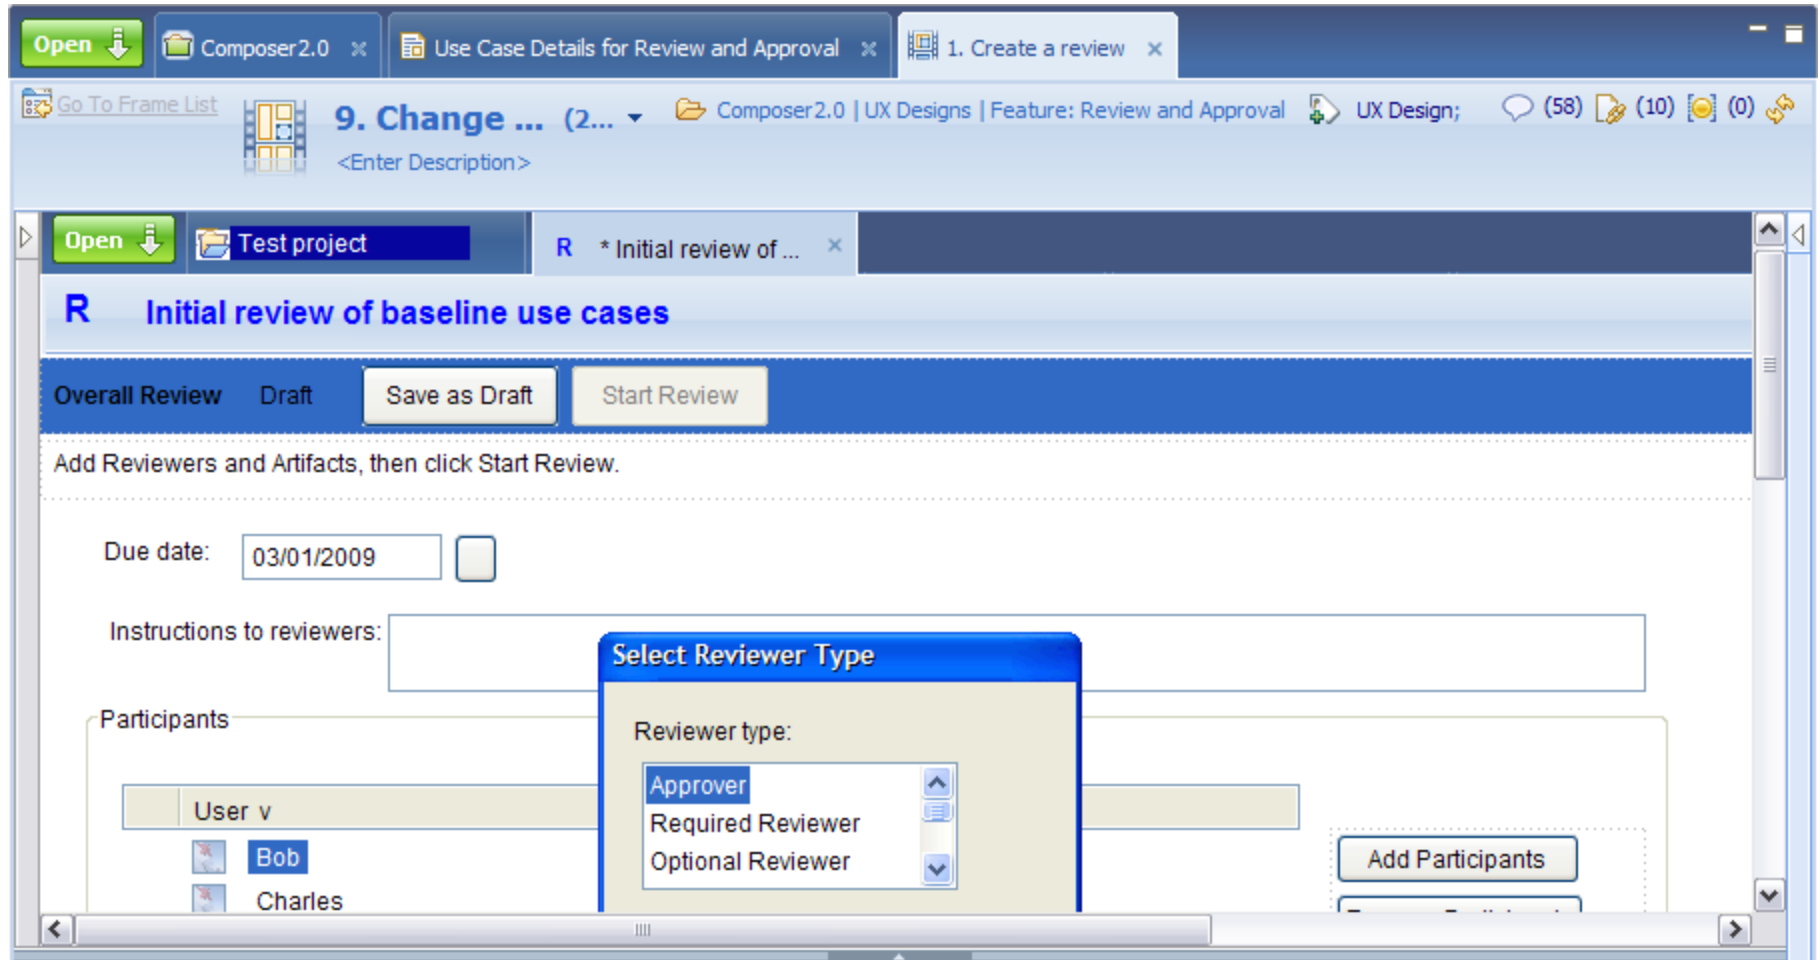 Open Composer2.0 Use Case Details for Review and Approval 1. Create a review
Go To Frame List 9. Change ... (2... Composer2.0 | UX Designs | Feature: Review and Approval UX Design; (58) (10) (0)
<Enter Description>
Open Test project R * Initial review of ...
R Initial review of baseline use cases
Overall Review Draft Save as Draft Start Review
Add Reviewers and Artifacts, then click Start Review.
Due date: 03/01/2009
Instructions to reviewers:
Select Reviewer Type
Participants
Reviewer type:
Approver
Required Reviewer
Optional Reviewer
User v
Bob
Charles
Add Participants